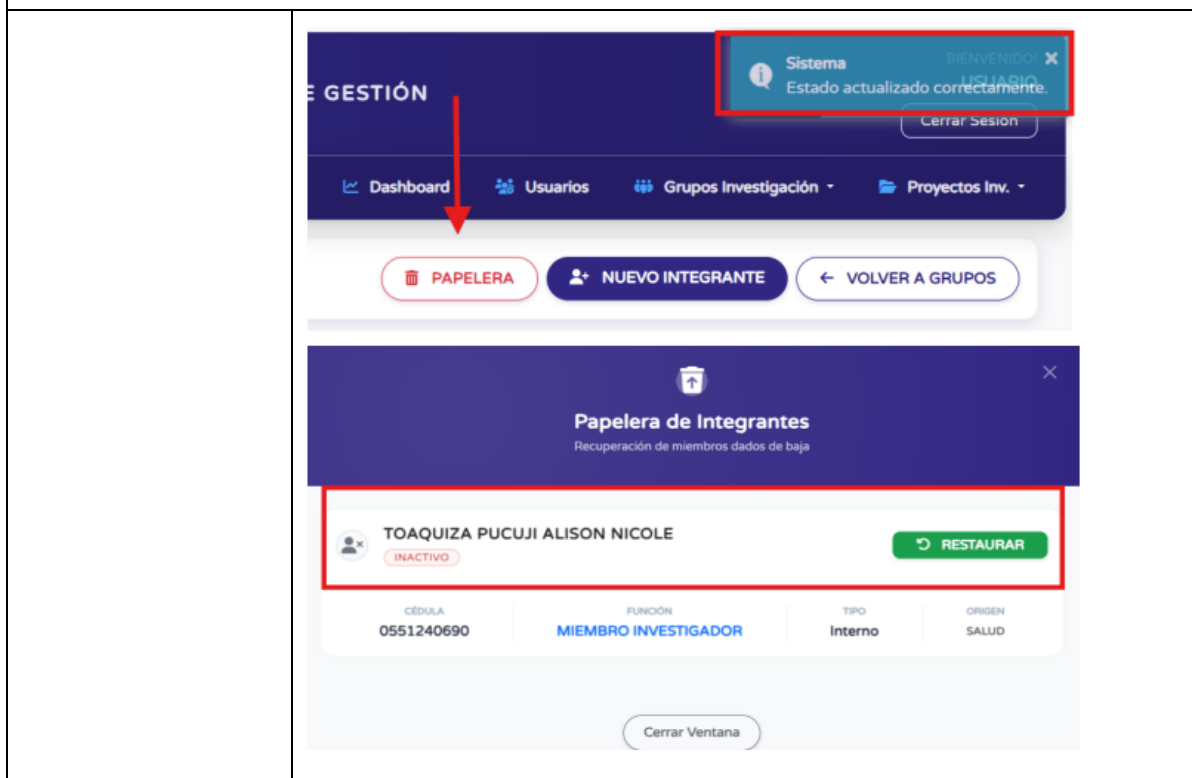 Sistema
BIENVENIDO!
Estado actualizado correctamente.
USUARIO
E GESTIÓN
Cerrar Sesión
Dashboard
Usuarios
Grupos Investigación
Proyectos Inv.
PAPELERA
NUEVO INTEGRANTE
VOLVER A GRUPOS
Papelera de Integrantes
Recuperación de miembros dados de baja
TOAQUIZA PUCUJI ALISON NICOLE
INACTIVO
RESTAURAR
CÉDULA
FUNCIÓN
TIPO
ORIGEN
0551240690
MIEMBRO INVESTIGADOR
Interno
SALUD
Cerrar Ventana